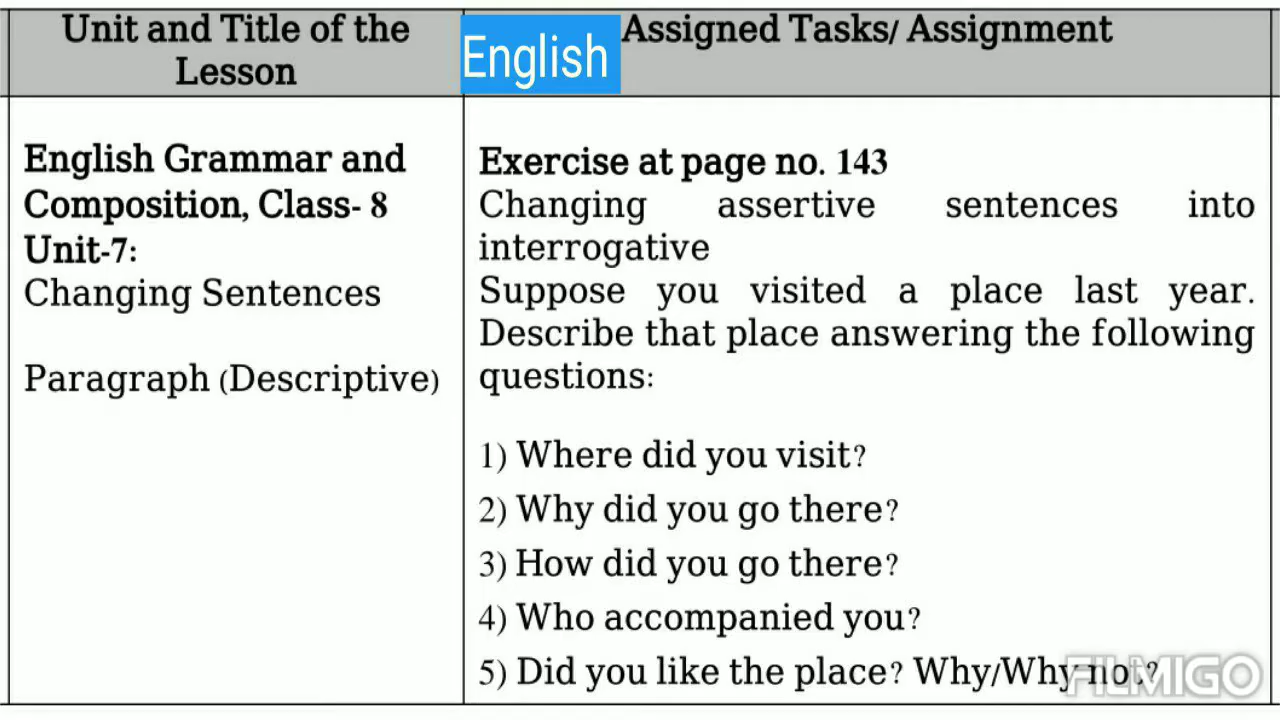 Unit and Title of the
Lesson
English
Assigned Tasks/ Assignment
English Grammar and
Composition, Class- 8
Unit-7:
Changing Sentences
Paragraph (Descriptive)
Exercise at page no. 143
Changing assertive sentences into
interrogative
Suppose you visited a place last year.
Describe that place answering the following
questions:
1) Where did you visit?
2) Why did you go there?
3) How did you go there?
4) Who accompanied you?
5) Did you like the place? Why/Why not?
FILMIGO